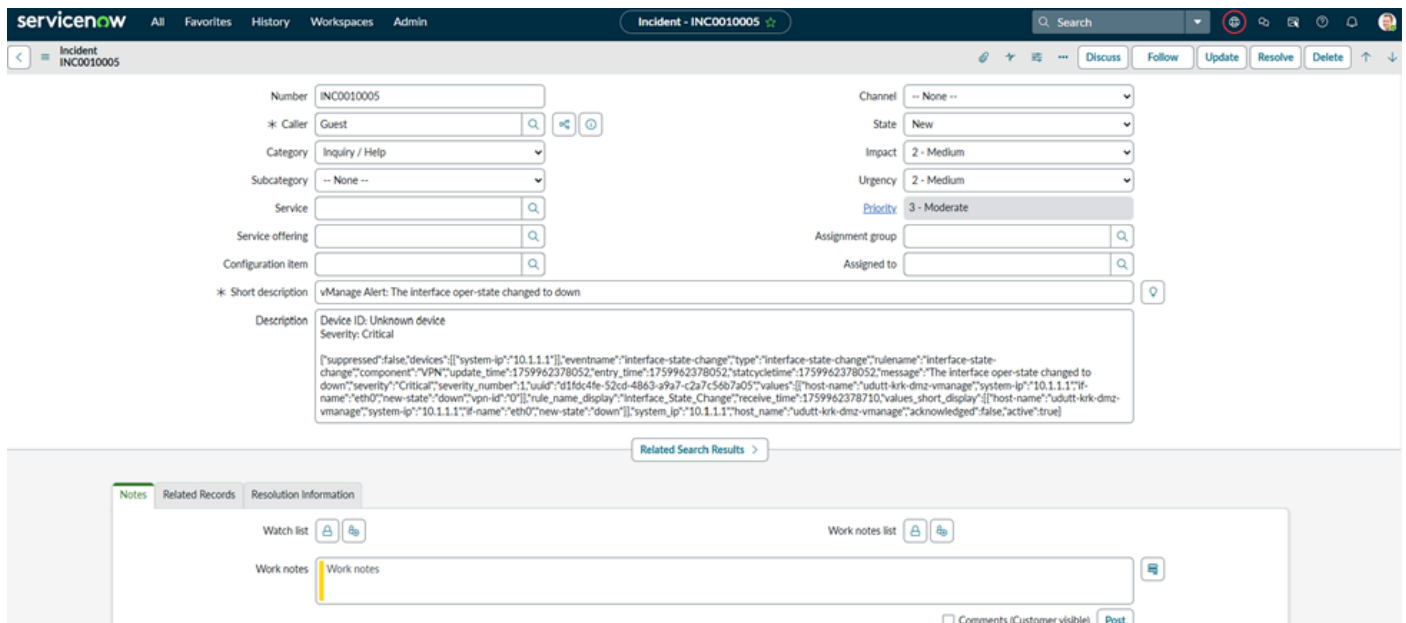 servicenow All Favorites History Workspaces Admin Incident - INC0010005 Search
Incident
INC0010005
Discuss Follow Update Resolve Delete
Number INC0010005 Channel -- None --
* Caller Guest State New
Category Inquiry / Help Impact 2 - Medium
Subcategory -- None -- Urgency 2 - Medium
Service Priority 3 - Moderate
Service offering Assignment group
Configuration item Assigned to
* Short description vManage Alert: The interface oper-state changed to down
Description Device ID: Unknown device
Severity: Critical
{"suppressed":false,"devices":[{"system-ip":"10.1.1.1"}],"eventname":"interface-state-change","type":"interface-state-change","rulename":"interface-state-
change","component":"VPN","update_time":1759962378052,"entry_time":1759962378052,"statcycletime":1759962378052,"message":"The interface oper-state changed to
down","severity":"Critical","severity_number":1,"uuid":"d1fdc4fe-52cd-4863-a9a7-c2a7c56b7a05","values":[{"host-name":"udutt-krk-dmz-vmanage","system-ip":"10.1.1.1","if-
name":"eth0","new-state":"down","vpn-id":"0"}],"rule_name_display":"Interface_State_Change","receive_time":1759962378710,"values_short_display":[{"host-name":"udutt-krk-dmz-
vmanage","system-ip":"10.1.1.1","if-name":"eth0","new-state":"down"}],"system_ip":"10.1.1.1","host_name":"udutt-krk-dmz-vmanage","acknowledged":false,"active":true}
Related Search Results >
Notes Related Records Resolution Information
Watch list Work notes list
Work notes Work notes
Comments (Customer visible) Post